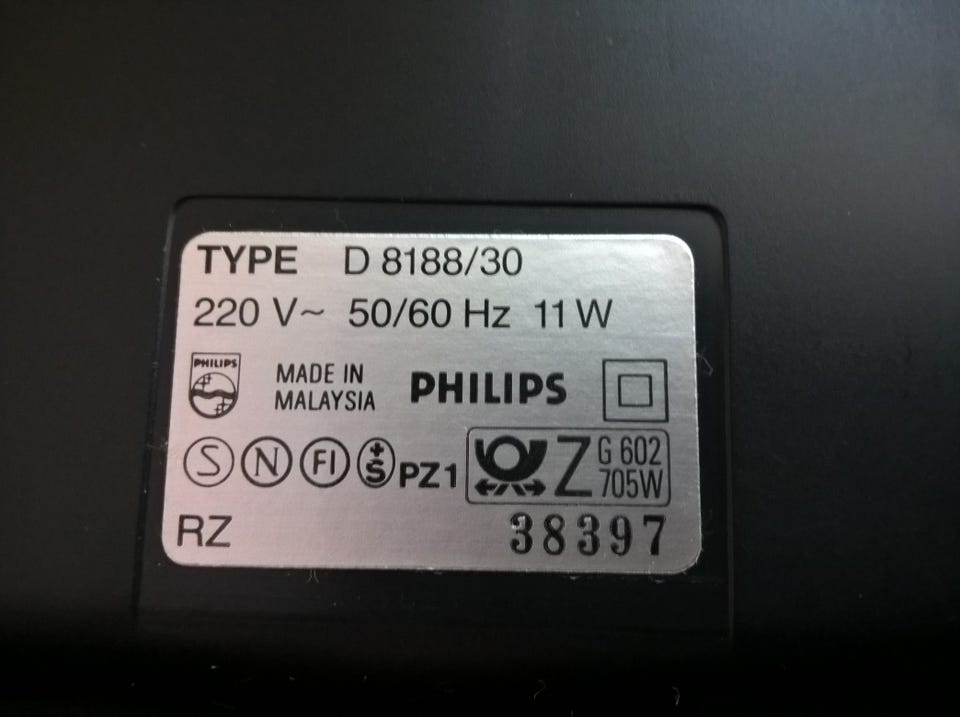 TYPE D 8188/30
220 V~ 50/60 Hz 11 W
PHILIPS
MADE IN
MALAYSIA
PHILIPS
S N FI +S PZ1
Z G 602
705W
RZ 38397